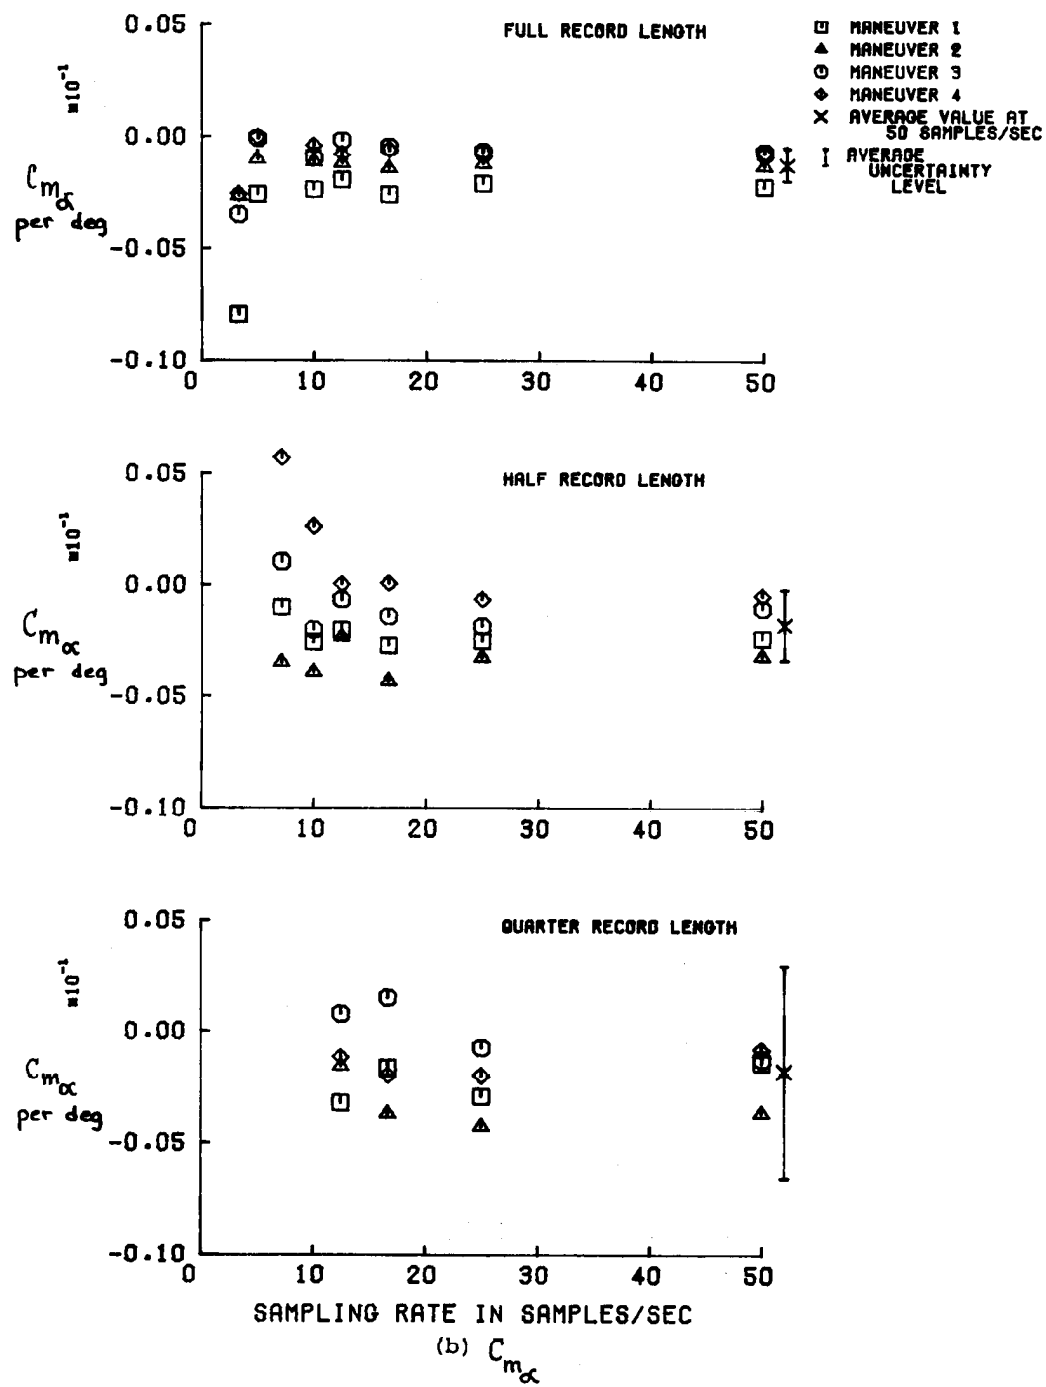 0.05
FULL RECORD LENGTH
MANEUVER 1
MANEUVER 2
MANEUVER 3
MANEUVER 4
AVERAGE VALUE AT
50 SAMPLES/SEC
AVERAGE
UNCERTAINTY
LEVEL
×10⁻¹
0.00
Cmα
per deg
-0.05
-0.10
0 10 20 30 40 50
0.05
HALF RECORD LENGTH
×10⁻¹
0.00
Cmα
per deg
-0.05
-0.10
0 10 20 30 40 50
0.05
QUARTER RECORD LENGTH
×10⁻¹
0.00
Cmα
per deg
-0.05
-0.10
0 10 20 30 40 50
SAMPLING RATE IN SAMPLES/SEC
(b) Cmα